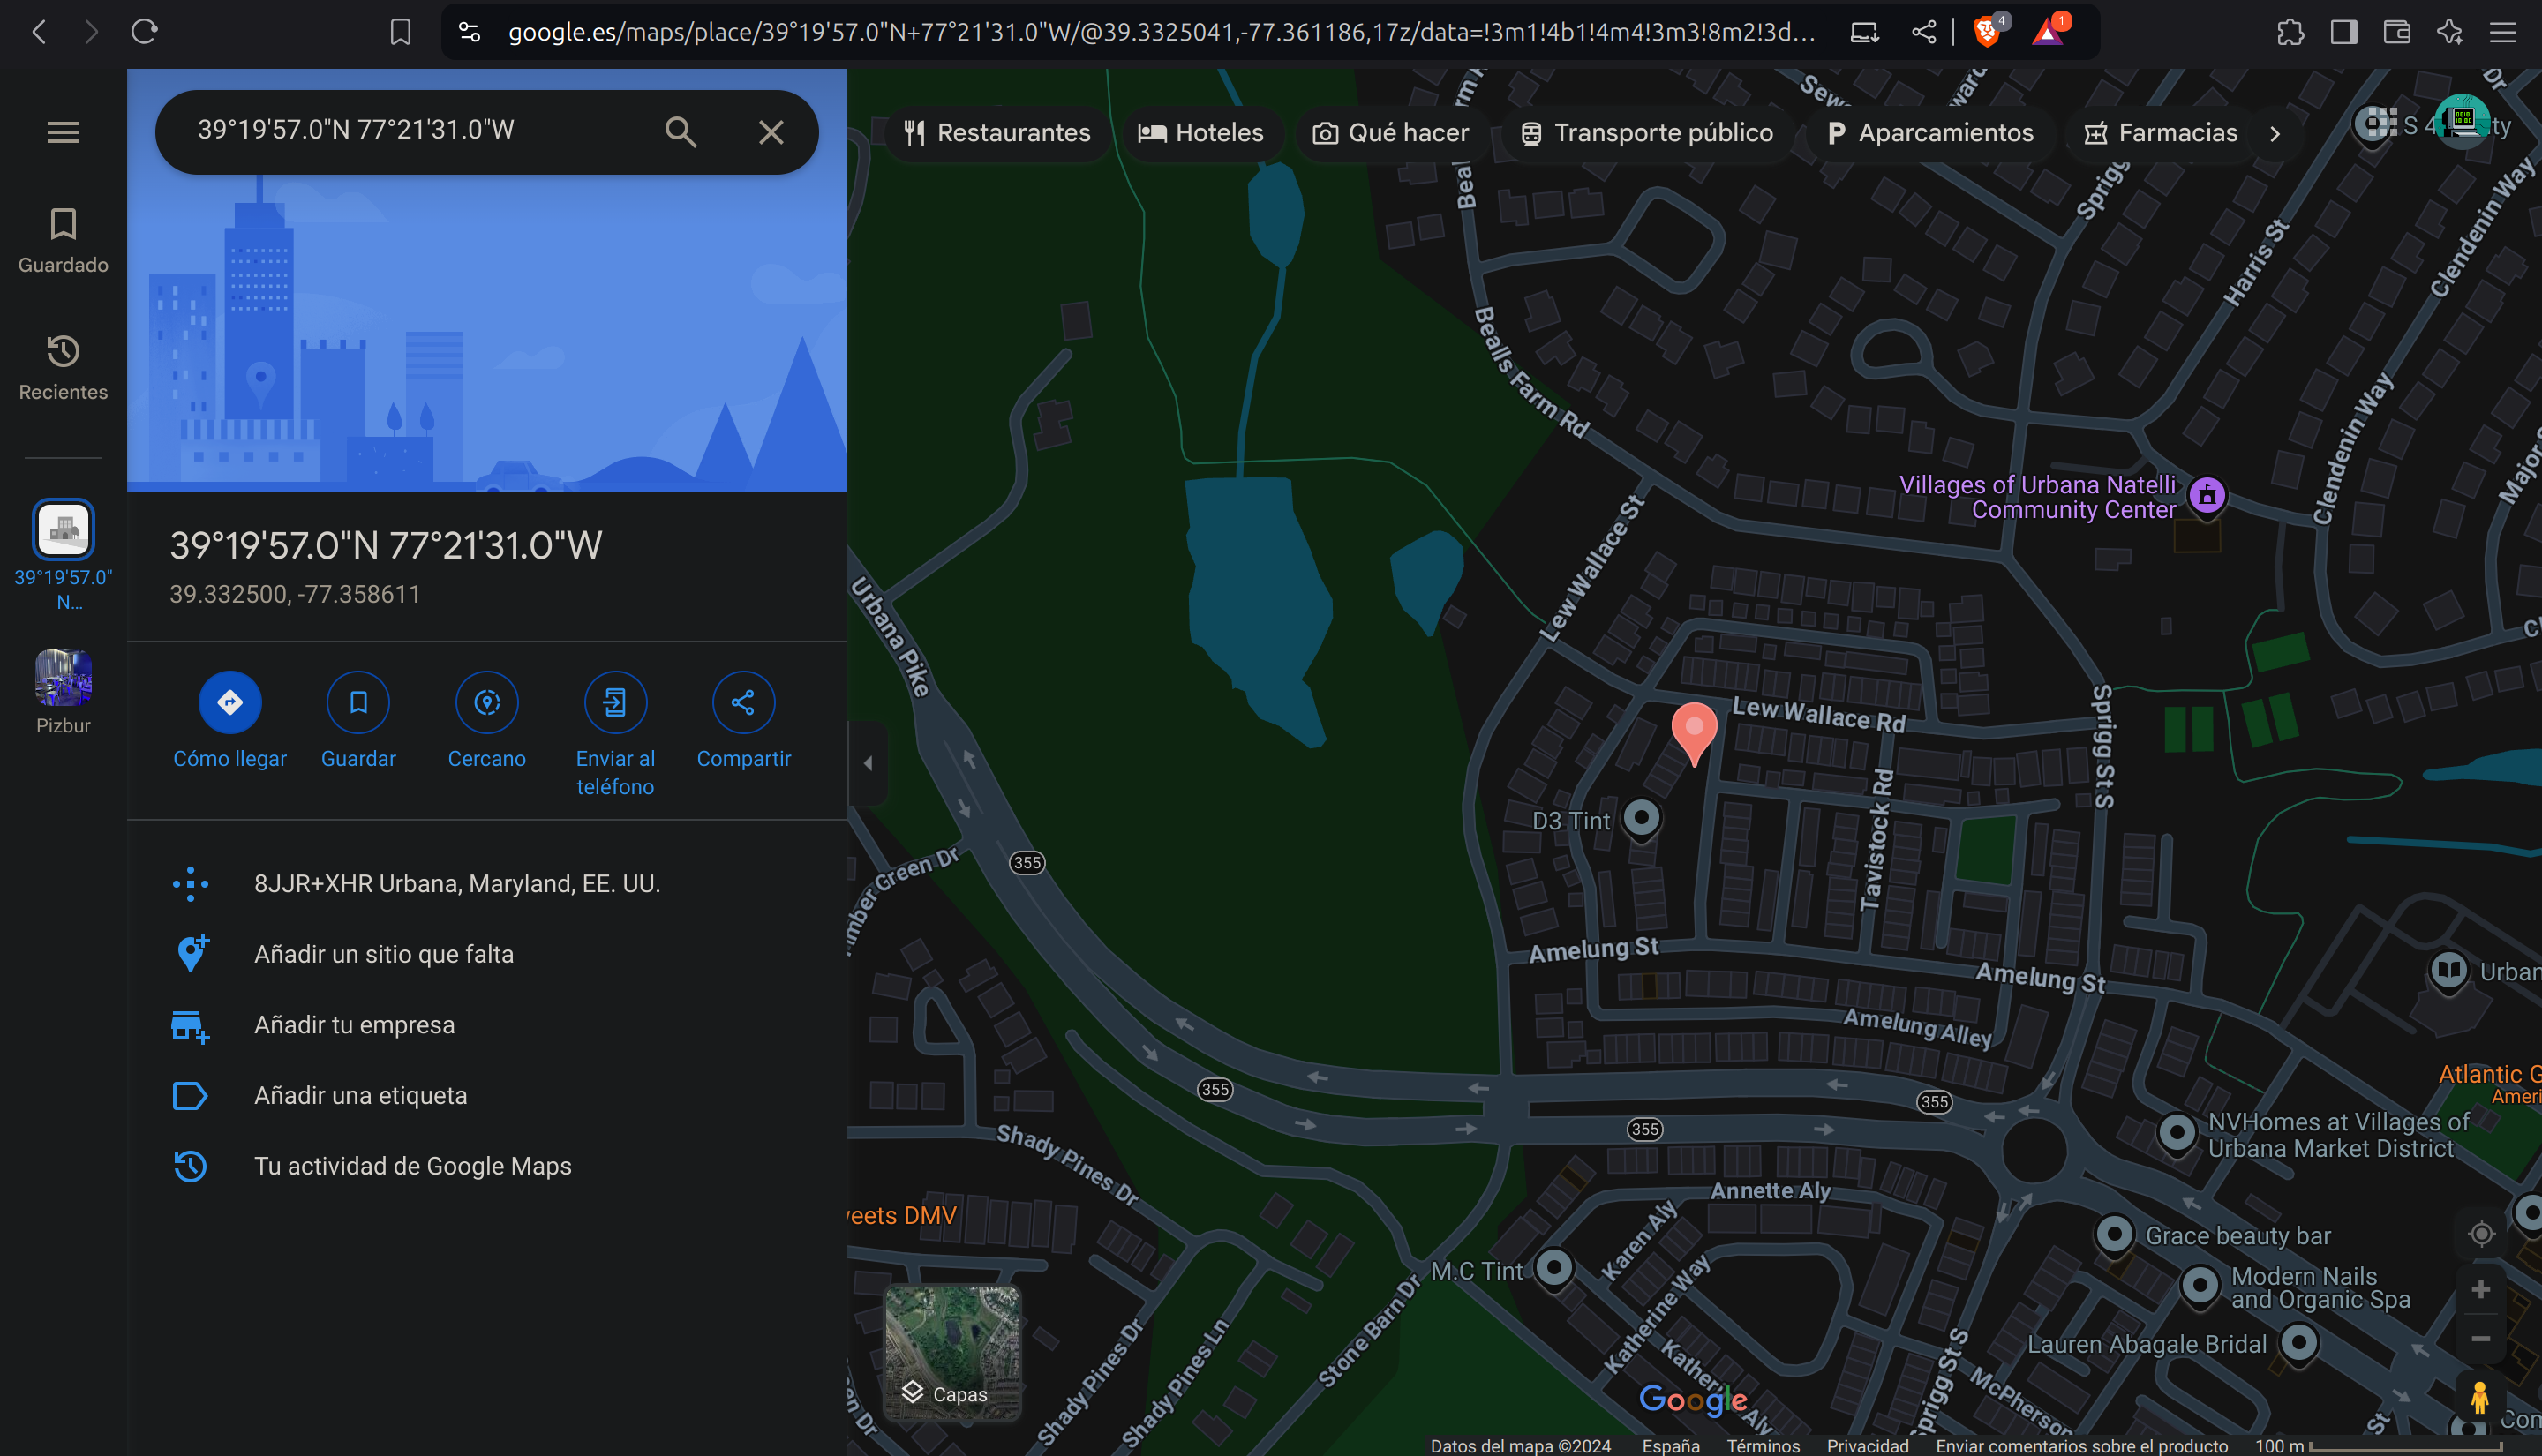 google.es/maps/place/39°19'57.0"N+77°21'31.0"W/@39.3325041,-77.361186,17z/data=!3m1!4b1!4m4!3m3!8m2!3d...
4
1
39°19'57.0"N 77°21'31.0"W
Restaurantes
Hoteles
Qué hacer
Transporte público
Aparcamientos
Farmacias
Guardado
Recientes
39°19'57.0"
N...
Pizbur
39°19'57.0"N 77°21'31.0"W
39.332500, -77.358611
Cómo llegar
Guardar
Cercano
Enviar al
teléfono
Compartir
8JJR+XHR Urbana, Maryland, EE. UU.
Añadir un sitio que falta
Añadir tu empresa
Añadir una etiqueta
Tu actividad de Google Maps
Bealls Farm Rd
Harris St
Clendenin Way
Clendenin Way
Villages of Urbana Natelli
Community Center
Lew Wallace St
Urbana Pike
Lew Wallace Rd
Sprigg St S
D3 Tint
Tavistock Rd
355
Green Dr
Amelung St
Amelung St
Amelung Alley
355
355
355
Shady Pines Dr
NVHomes at Villages of
Urbana Market District
Annette Aly
Karen Aly
Grace beauty bar
M.C Tint
Katherine Way
Modern Nails
and Organic Spa
Lauren Abagale Bridal
Stone Barn Dr
Shady Pines Dr
Shady Pines Ln
Capas
Google
Datos del mapa ©2024
España
Términos
Privacidad
Enviar comentarios sobre el producto
100 m